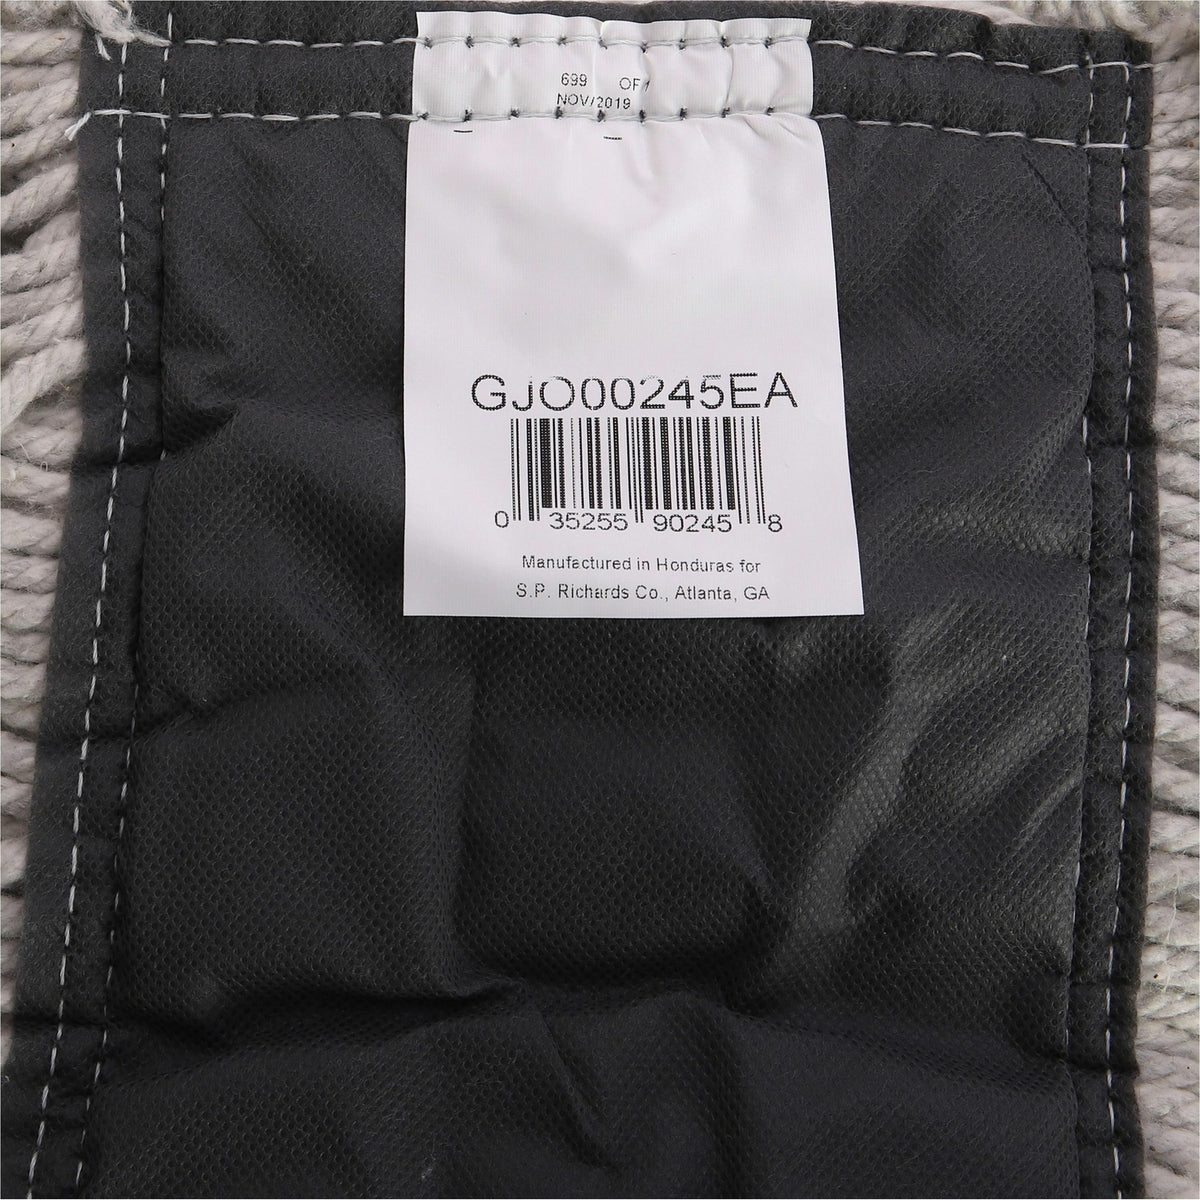 699 OF
NOV/2019
GJO00245EA
0 35255 90245 8
Manufactured in Honduras for
S.P. Richards Co., Atlanta, GA